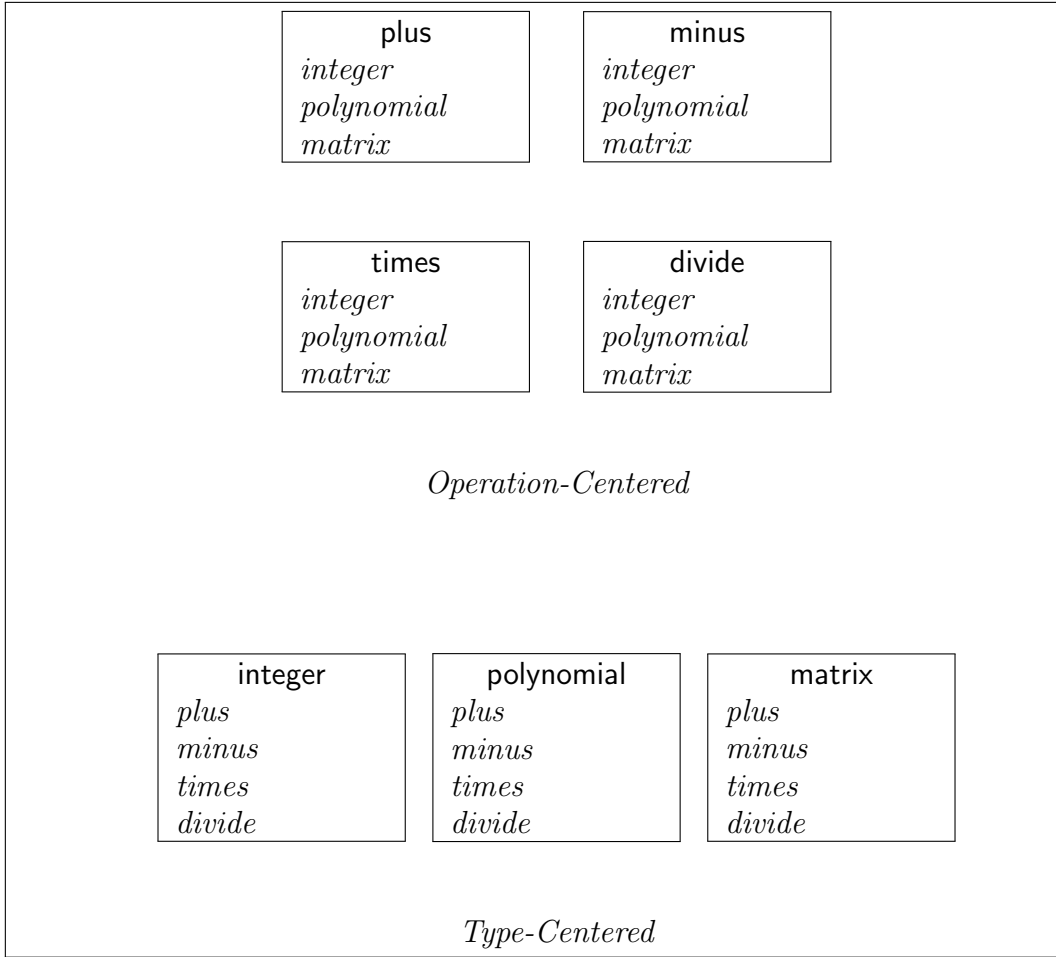 plus
integer
polynomial
matrix
minus
integer
polynomial
matrix
times
integer
polynomial
matrix
divide
integer
polynomial
matrix
Operation-Centered
integer
plus
minus
times
divide
polynomial
plus
minus
times
divide
matrix
plus
minus
times
divide
Type-Centered